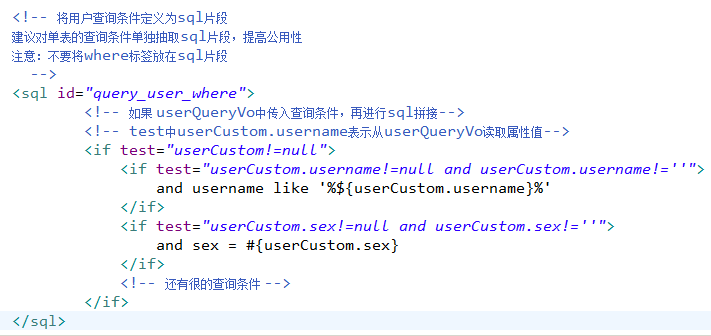 <!-- 将用户查询条件定义为sql片段
建议对单表的查询条件单独抽取sql片段，提高公用性
注意：不要将where标签放在sql片段
-->
<sql id="query_user_where">
<!-- 如果 userQueryVo中传入查询条件，再进行sql拼接-->
<!-- test中userCustom.username表示从userQueryVo读取属性值-->
<if test="userCustom!=null">
<if test="userCustom.username!=null and userCustom.username!=''">
and username like '%${userCustom.username}%'
</if>
<if test="userCustom.sex!=null and userCustom.sex!=''">
and sex = #{userCustom.sex}
</if>
<!-- 还有很的查询条件 -->
</if>
</sql>